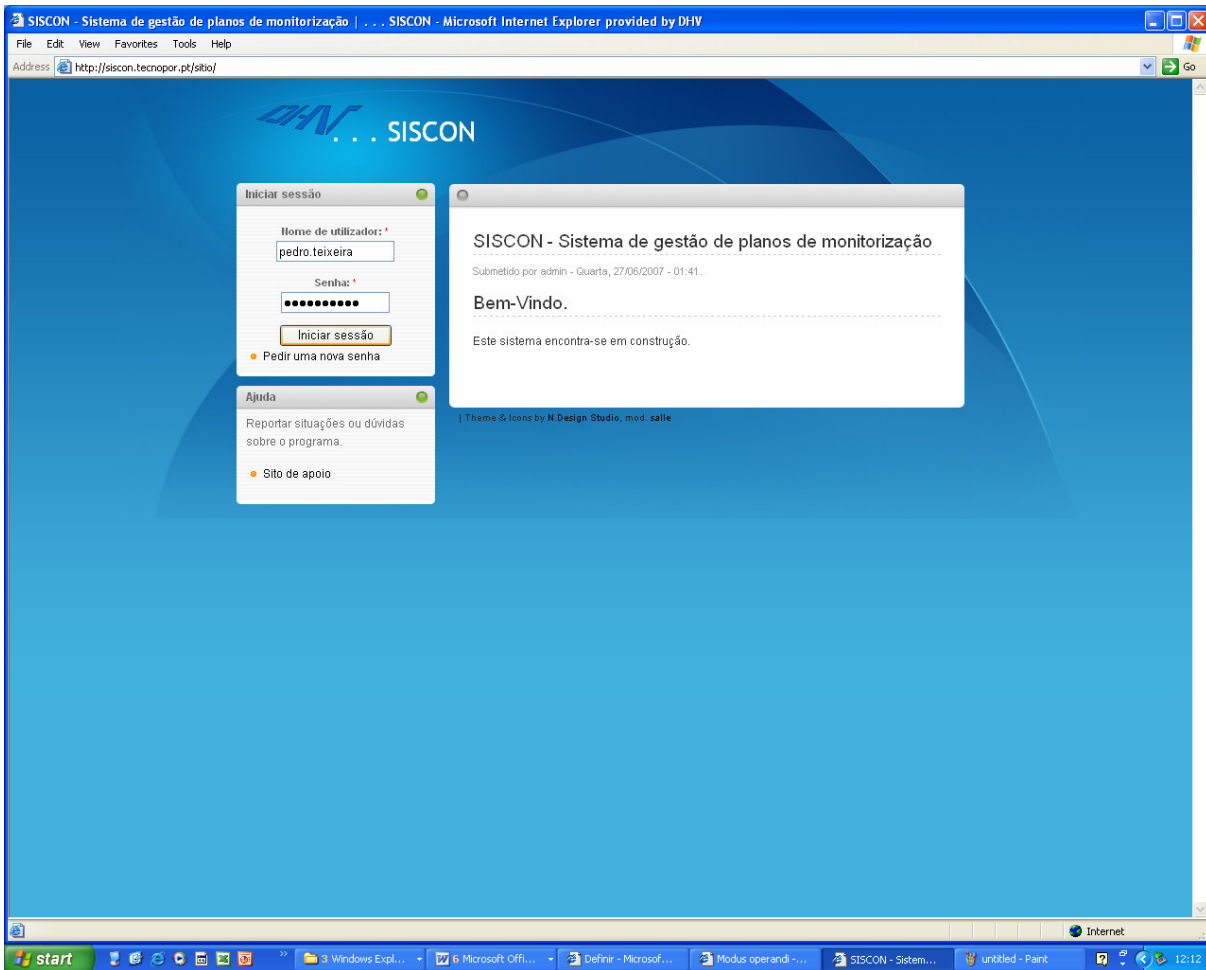 SISCON - Sistema de gestão de planos de monitorização | . . . SISCON - Microsoft Internet Explorer provided by DHV
File Edit View Favorites Tools Help
Address http://siscon.tecnopor.pt/sitio/ Go
DHV. . . SISCON
Iniciar sessão
Nome de utilizador: *
pedro.teixeira
Senha: *
Iniciar sessão
Pedir uma nova senha
Ajuda
Reportar situações ou dúvidas
sobre o programa.
Sito de apoio
SISCON - Sistema de gestão de planos de monitorização
Submetido por admin - Quarta, 27/06/2007 - 01:41.
Bem-Vindo.
Este sistema encontra-se em construção.
| Theme & Icons by N.Design Studio, mod. salle
Internet
start 3 Windows Expl... 6 Microsoft Offi... Definir - Microsof... Modus operandi -... SISCON - Sistem... untitled - Paint 12:12